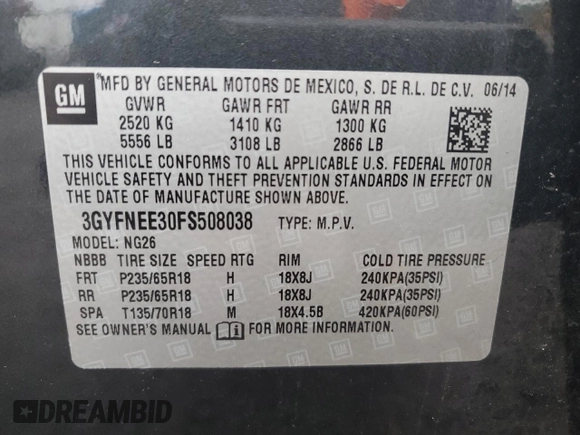 GM
MFD BY GENERAL MOTORS DE MEXICO, S. DE R.L. DE C.V. 06/14
GVWR GAWR FRT GAWR RR
2520 KG 1410 KG 1300 KG
5556 LB 3108 LB 2866 LB
THIS VEHICLE CONFORMS TO ALL APPLICABLE U.S. FEDERAL MOTOR
VEHICLE SAFETY AND THEFT PREVENTION STANDARDS IN EFFECT ON
THE DATE OF MANUFACTURE SHOWN ABOVE.
3GYFNEE30FS508038 TYPE: M.P.V.
MODEL: NG26
NBBB TIRE SIZE SPEED RTG RIM COLD TIRE PRESSURE
FRT P235/65R18 H 18X8J 240KPA(35PSI)
RR P235/65R18 H 18X8J 240KPA(35PSI)
SPA T135/70R18 M 18X4.5B 420KPA(60PSI)
SEE OWNER'S MANUAL FOR MORE INFORMATION.
DREAMBID.COM